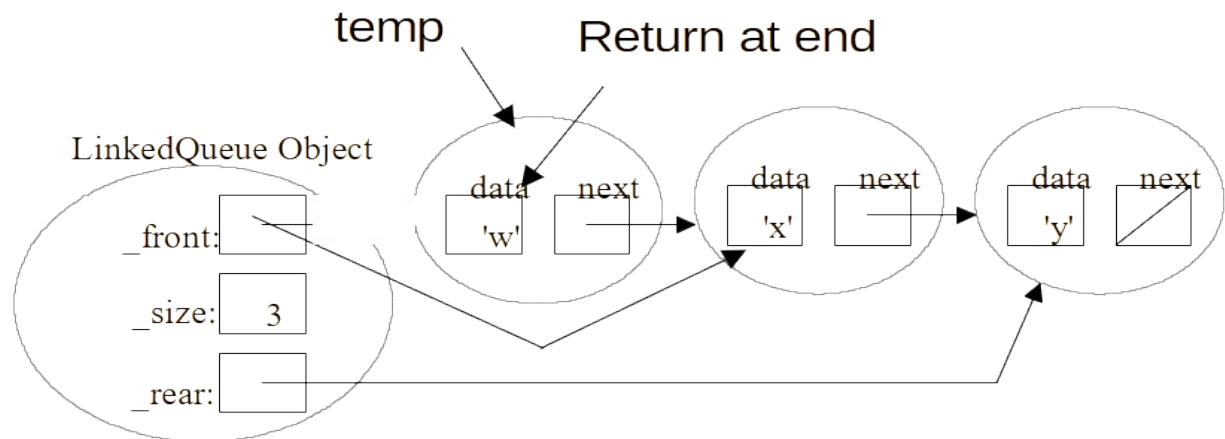 temp
Return at end
LinkedQueue Object
data next
data next
data next
_front:
'w'
'x'
'y'
_size: 3
_rear: